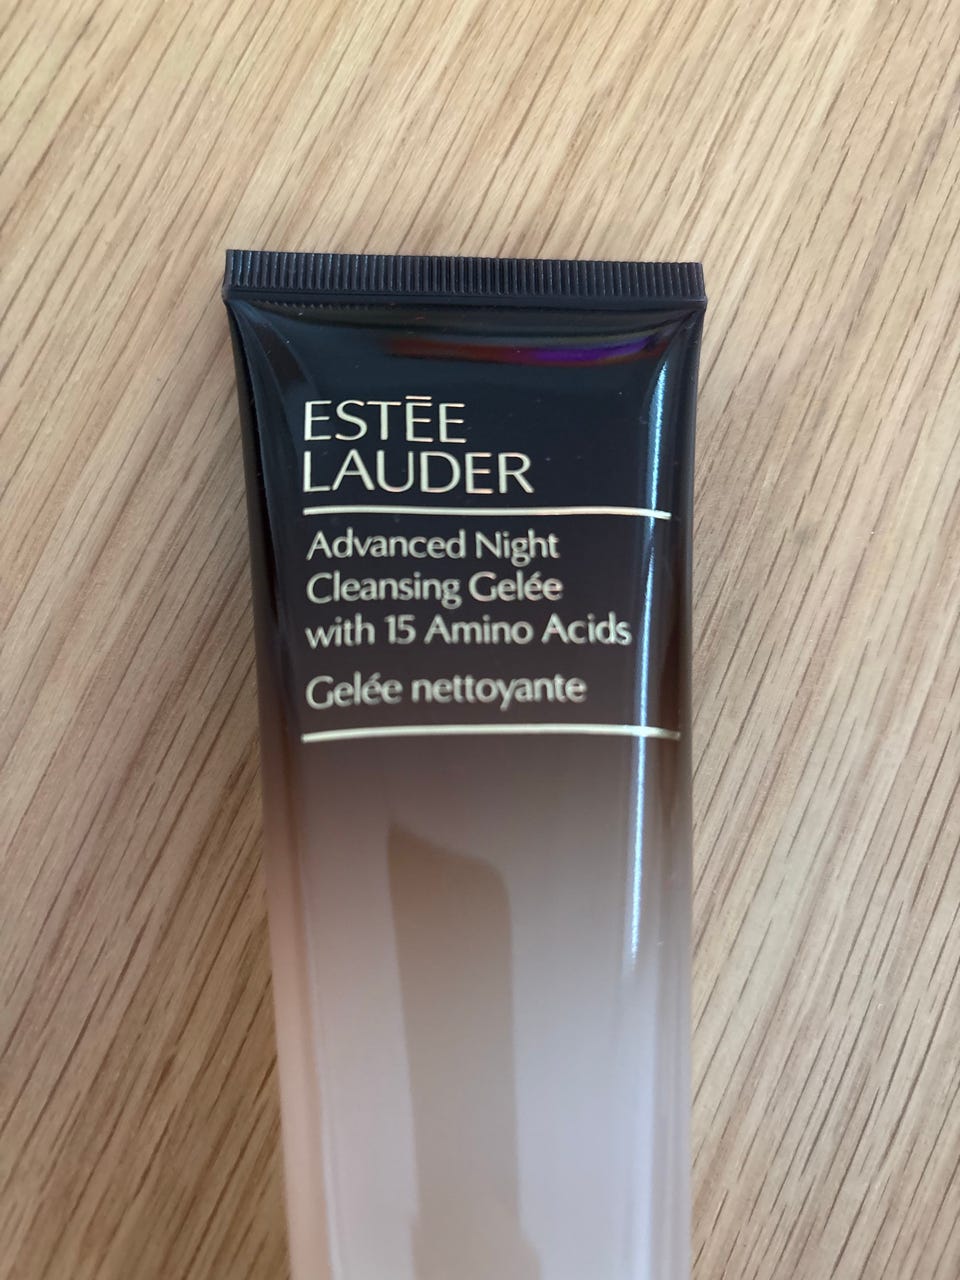 ESTĒE
LAUDER
Advanced Night
Cleansing Gelée
with 15 Amino Acids
Gelée nettoyante